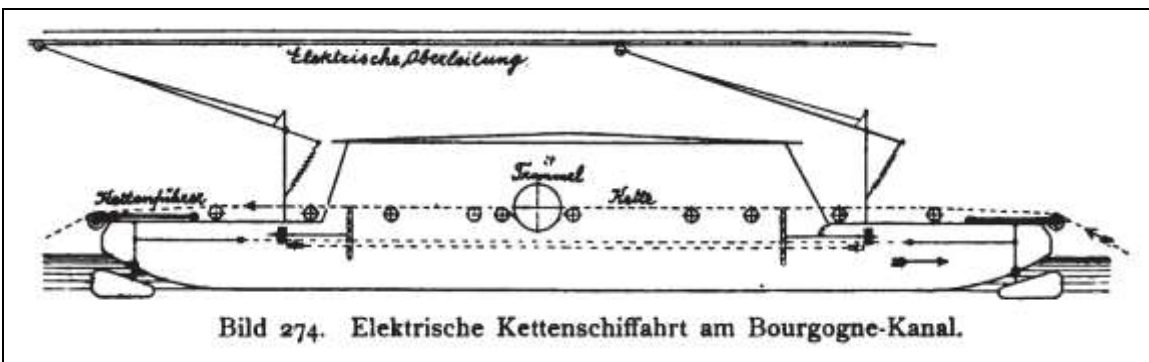 Elektrische Oberleitung.
Trommel
Kettenführer
Kette
Bild 274. Elektrische Kettenschiffahrt am Bourgogne-Kanal.